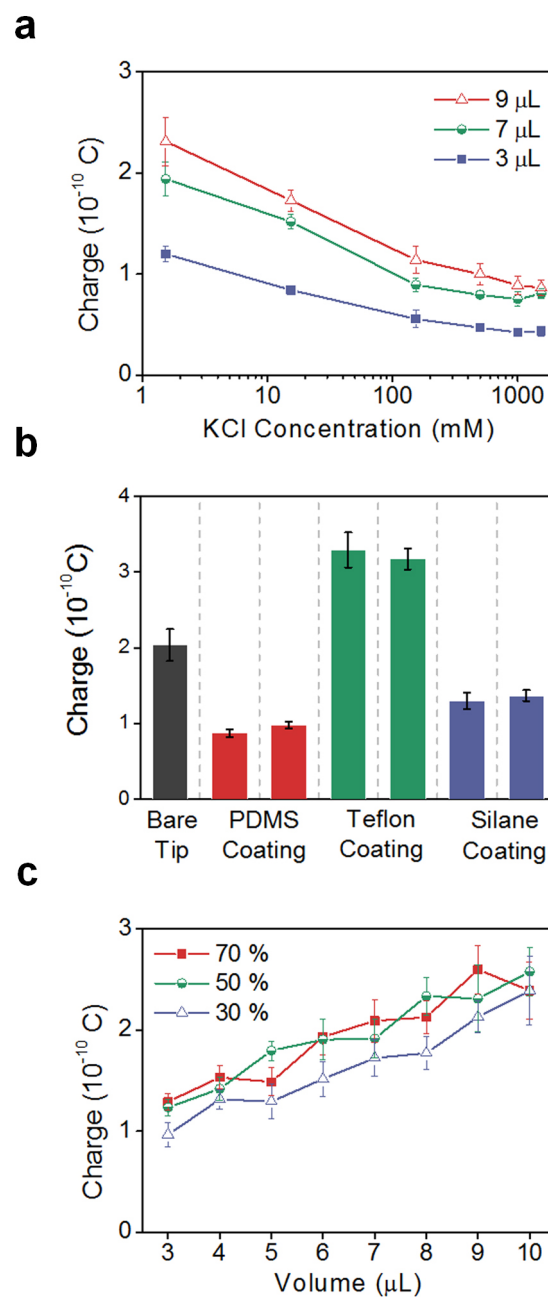 a
3
2
1
0
Charge (10⁻¹⁰ C)
9 μL
7 μL
3 μL
1 10 100 1000
KCl Concentration (mM)
b
4
3
2
1
0
Charge (10⁻¹⁰C)
Bare PDMS Teflon Silane
Tip Coating Coating Coating
c
3
2
1
0
Charge (10⁻¹⁰ C)
70 %
50 %
30 %
3 4 5 6 7 8 9 10
Volume (μL)